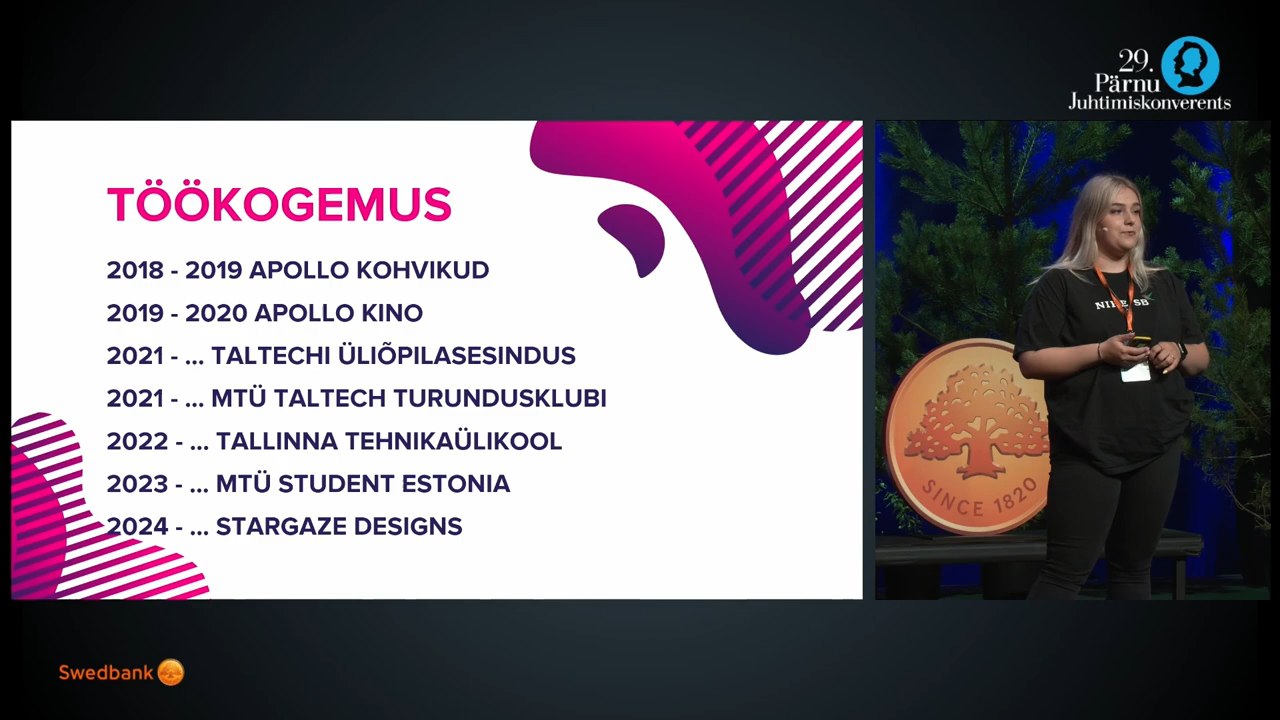 29.
Pärnu
Juhtimiskonverents
TÖÖKOGEMUS
2018 - 2019 APOLLO KOHVIKUD
2019 - 2020 APOLLO KINO
2021 - ... TALTECHI ÜLIÕPILASESINDUS
2021 - ... MTÜ TALTECH TURUNDUSKLUBI
2022 - ... TALLINNA TEHNIKAÜLIKOOL
2023 - ... MTÜ STUDENT ESTONIA
2024 - ... STARGAZE DESIGNS
SINCE 1820
Swedbank